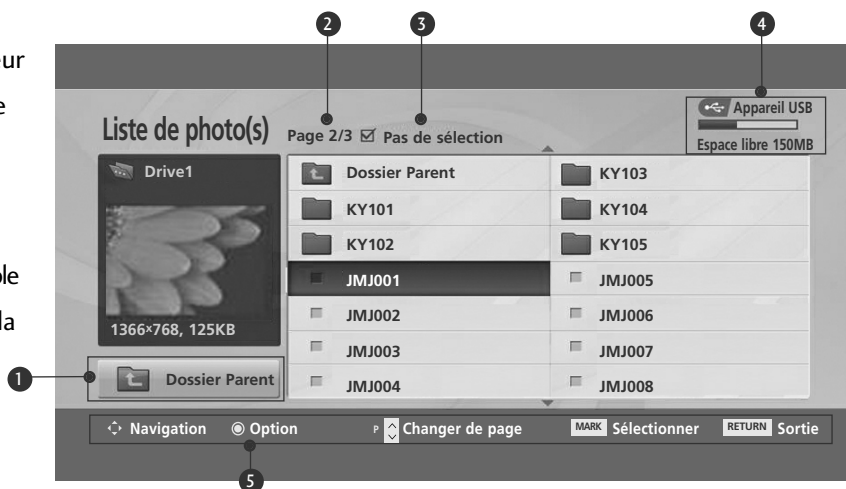 2 3 4
eur
e
Appareil USB
Liste de photo(s) Page 2/3 Pas de sélection
Espace libre 150MB
Drive1
Dossier Parent KY103
KY101 KY104
KY102 KY105
JMJ001 JMJ005
JMJ002 JMJ006
1366×768, 125KB
JMJ003 JMJ007
1 Dossier Parent
JMJ004 JMJ008
ole
la
Navigation Option P Changer de page MARK Sélectionner RETURN Sortie
5